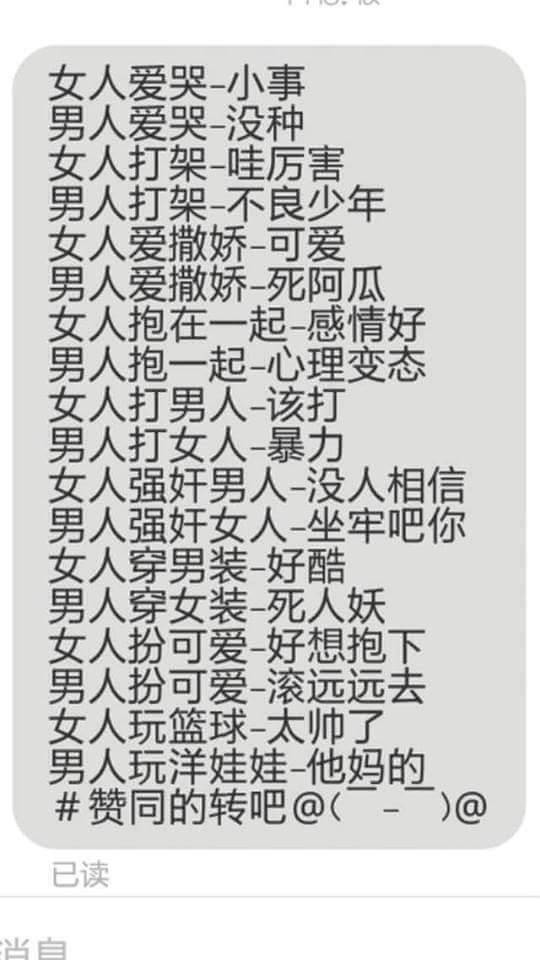 女人爱哭-小事
男人爱哭-没种
女人打架-哇厉害
男人打架-不良少年
女人爱撒娇-可爱
男人爱撒娇-死阿瓜
女人抱在一起-感情好
男人抱一起-心理变态
女人打男人-该打
男人打女人-暴力
女人强奸男人-没人相信
男人强奸女人-坐牢吧你
女人穿男装-好酷
男人穿女装-死人妖
女人扮可爱-好想抱下
男人扮可爱-滚远远去
女人玩篮球-太帅了
男人玩洋娃娃-他妈的
#赞同的转吧@(￣-￣)@
已读
消息